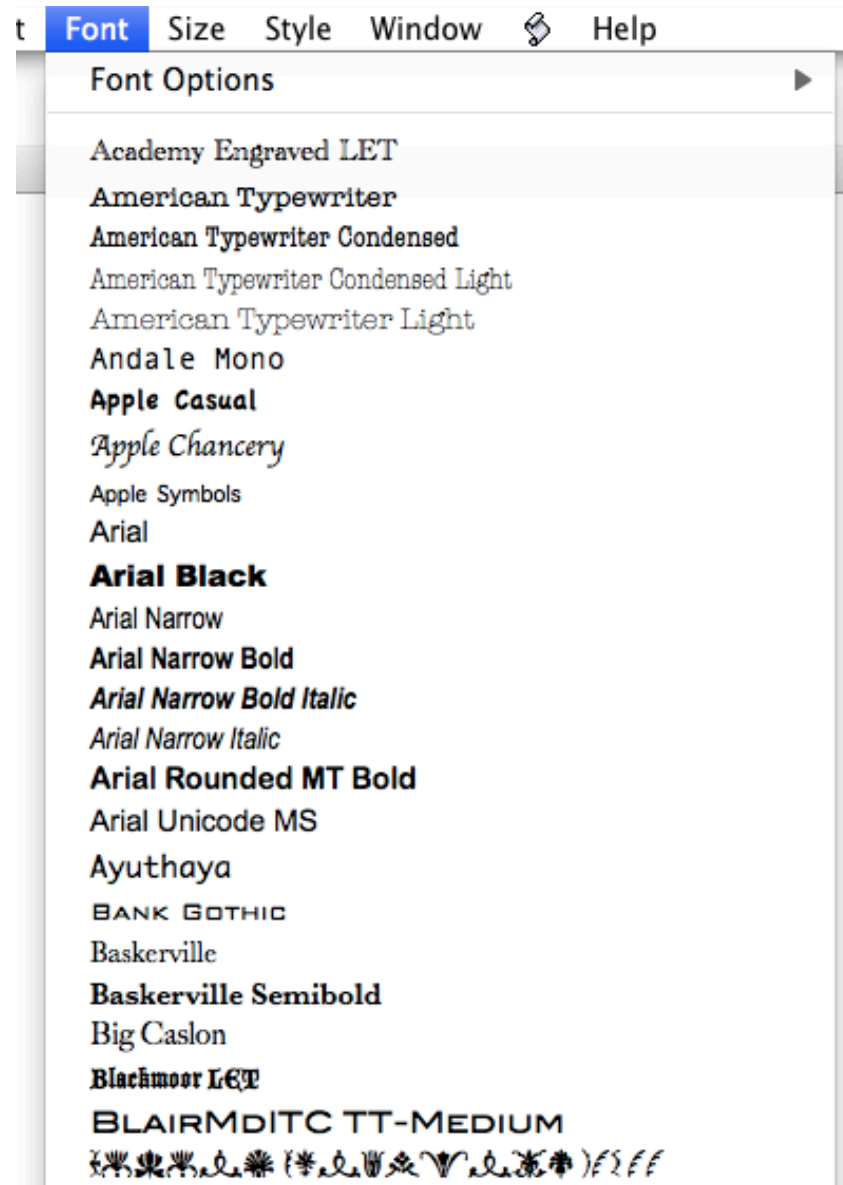 t Font Size Style Window Help
Font Options
Academy Engraved LET
American Typewriter
American Typewriter Condensed
American Typewriter Condensed Light
American Typewriter Light
Andale Mono
Apple Casual
Apple Chancery
Apple Symbols
Arial
Arial Black
Arial Narrow
Arial Narrow Bold
Arial Narrow Bold Italic
Arial Narrow Italic
Arial Rounded MT Bold
Arial Unicode MS
Ayuthaya
Bank Gothic
Baskerville
Baskerville Semibold
Big Caslon
Blackmoor LET
BlairMdITC TT-Medium